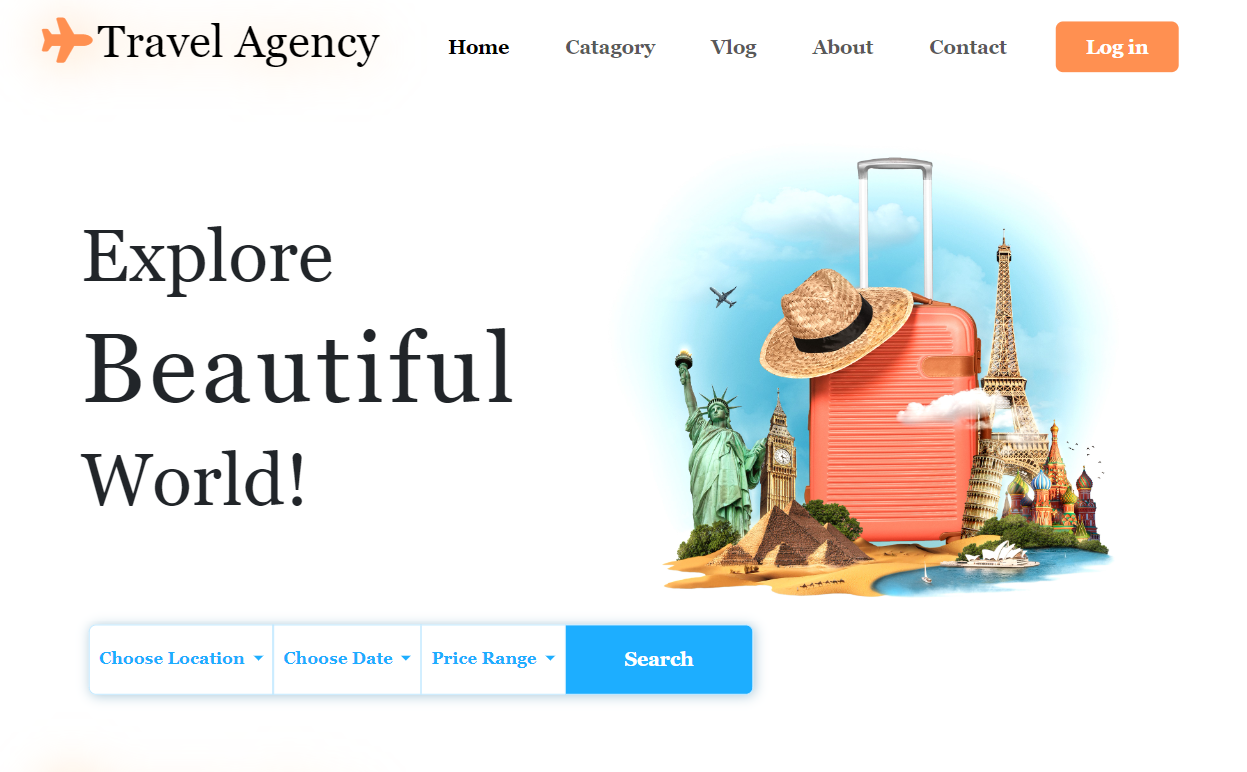 Travel Agency
Home Catagory Vlog About Contact Log in
Explore
Beautiful
World!
Choose Location Choose Date Price Range Search